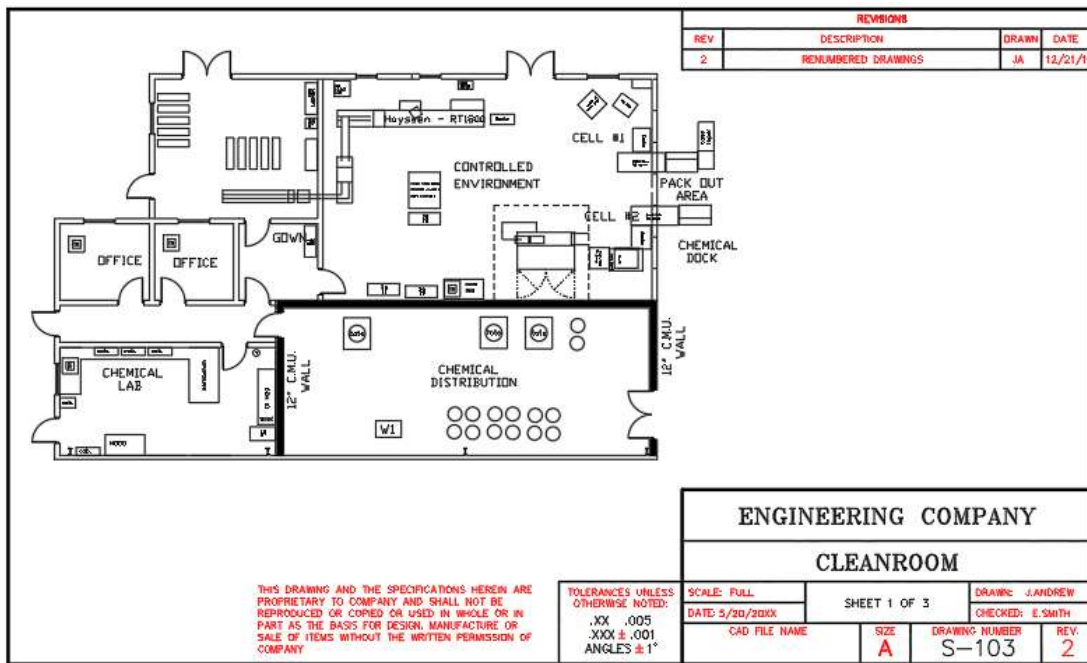 REVISIONS
REV DESCRIPTION DRAWN DATE
2 RENUMBERED DRAWINGS JA 12/21/1
Hayssen - RT1800
CELL #1
CONTROLLED
ENVIRONMENT
PACK OUT
AREA
CELL #2
GOWN
CHEMICAL
DOCK
OFFICE
OFFICE
12" C.M.U.
WALL
12" C.M.U.
WALL
CHEMICAL
LAB
CHEMICAL
DISTRIBUTION
W1
HOOD
ENGINEERING COMPANY
CLEANROOM
THIS DRAWING AND THE SPECIFICATIONS HEREIN ARE
PROPRIETARY TO COMPANY AND SHALL NOT BE
REPRODUCED OR COPIED OR USED IN WHOLE OR IN
PART AS THE BASIS FOR DESIGN, MANUFACTURE OR
SALE OF ITEMS WITHOUT THE WRITTEN PERMISSION OF
COMPANY
TOLERANCES UNLESS
OTHERWISE NOTED:
.XX .005
.XXX ± .001
ANGLES ± 1°
SCALE: FULL
SHEET 1 OF 3
DRAWN: J.ANDREW
DATE: 5/20/20XX
CHECKED: E.SMITH
CAD FILE NAME
SIZE
A
DRAWING NUMBER
S-103
REV.
2